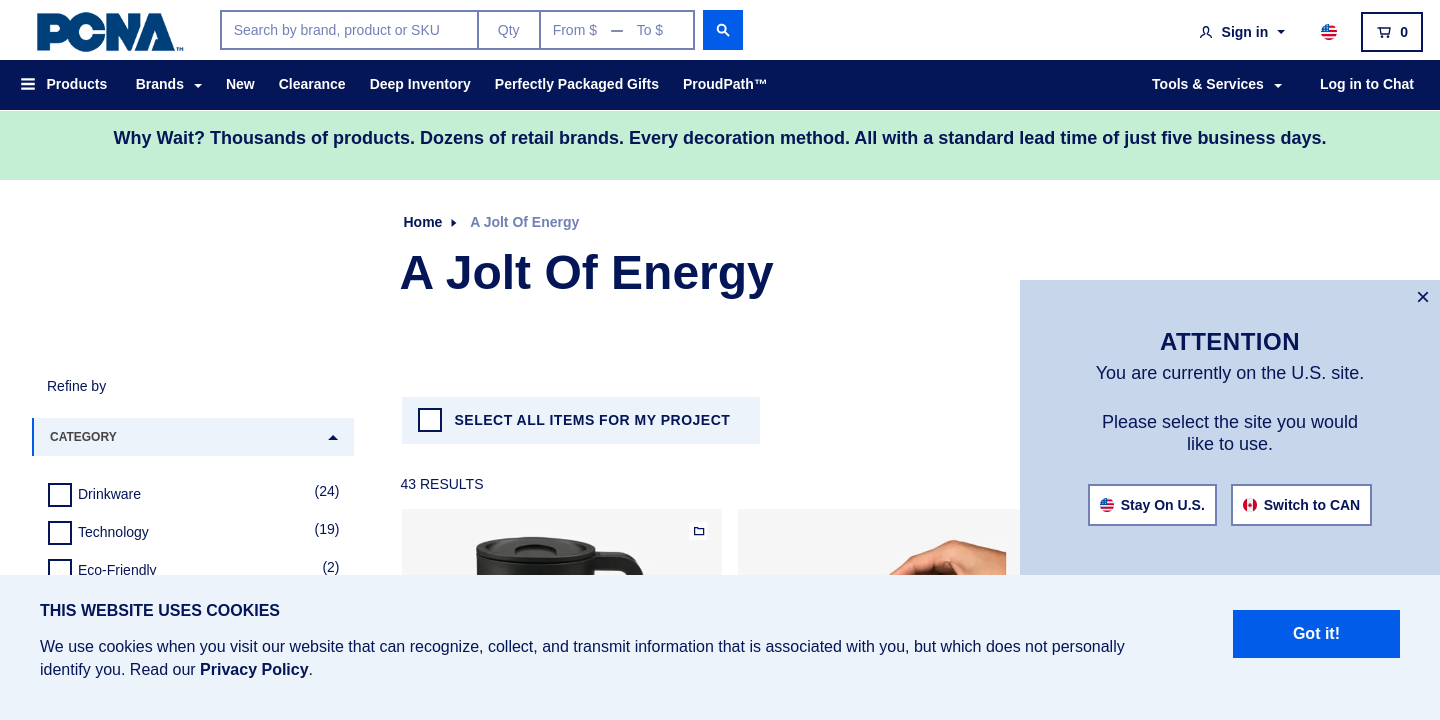 PCNA™
Search by brand, product or SKU
Qty
From $ — To $
Sign in
0
Products
Brands
New
Clearance
Deep Inventory
Perfectly Packaged Gifts
ProudPath™
Tools & Services
Log in to Chat
Why Wait? Thousands of products. Dozens of retail brands. Every decoration method. All with a standard lead time of just five business days.
Home
A Jolt Of Energy
A Jolt Of Energy
×
ATTENTION
You are currently on the U.S. site.
Please select the site you would
like to use.
Stay On U.S.
Switch to CAN
Refine by
CATEGORY
Drinkware (24)
Technology (19)
Eco-Friendly (2)
SELECT ALL ITEMS FOR MY PROJECT
43 RESULTS
THIS WEBSITE USES COOKIES
We use cookies when you visit our website that can recognize, collect, and transmit information that is associated with you, but which does not personally
identify you. Read our Privacy Policy.
Got it!